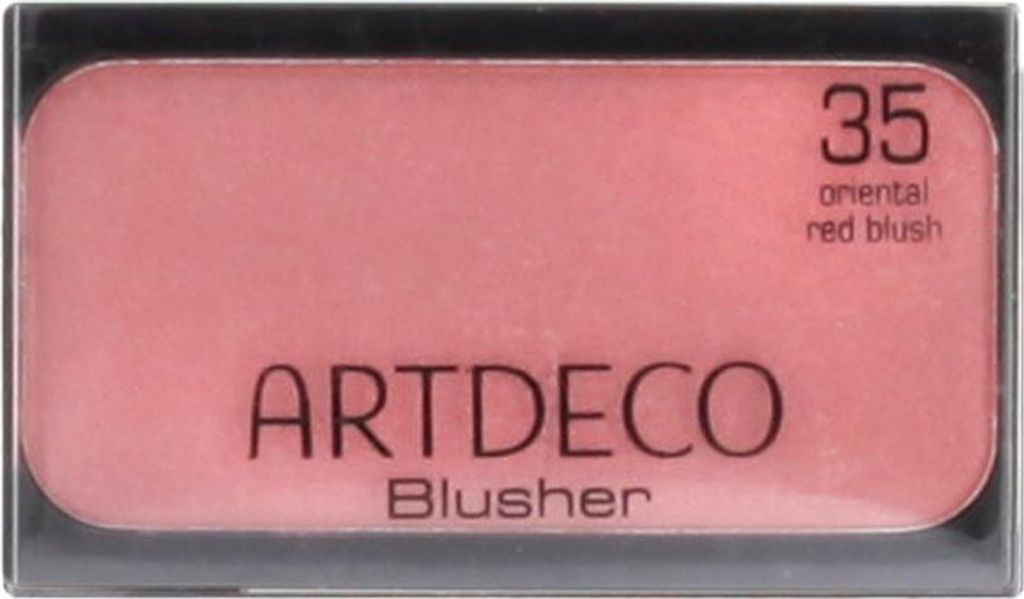 35
oriental
red blush
ARTDECO
Blusher